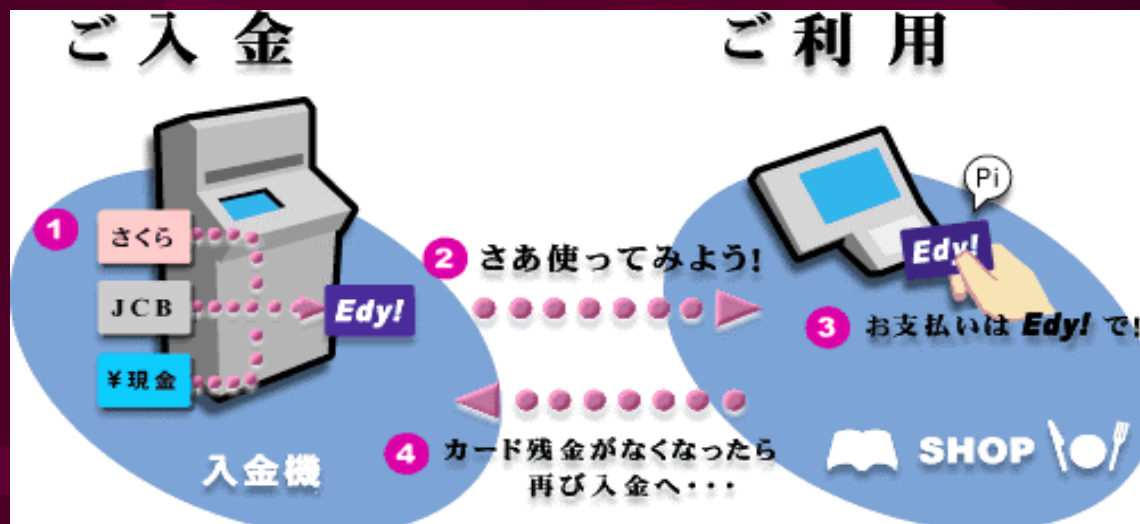 ご入金
ご利用
1
さくら
JCB
¥現金
Edy!
入金機
2 さあ使ってみよう!
Pi
Edy!
3 お支払いは Edy! で!
SHOP
4 カード残金がなくなったら
再び入金へ・・・